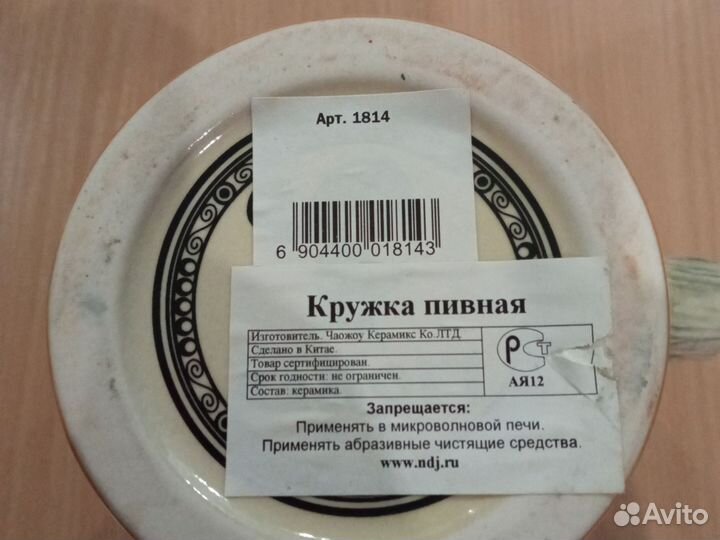 Арт. 1814
6 904400 018143
Кружка пивная
Изготовитель. Чаожоу Керамикс Ко.ЛТД
Сделано в Китае.
Товар сертифицирован.
Срок годности: не ограничен.
Состав: керамика.
РСТ
АЯ12
Запрещается:
Применять в микроволновой печи.
Применять абразивные чистящие средства.
www.ndj.ru
Avito